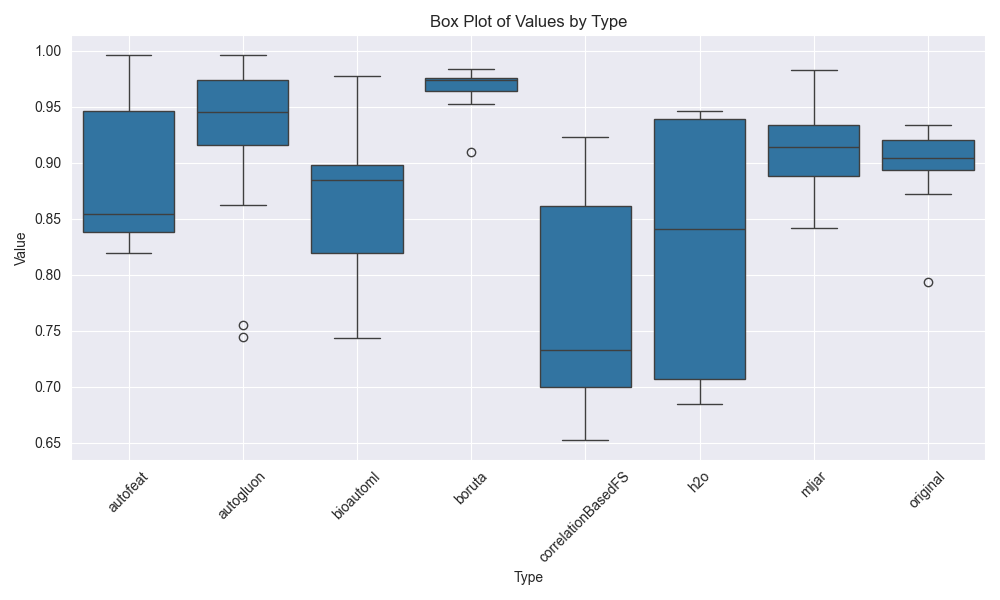 Box Plot of Values by Type
1.00
0.95
0.90
0.85
0.80
0.75
0.70
0.65
Value
autofeat
autogluon
bioautoml
boruta
correlationBasedFS
h2o
mljar
original
Type